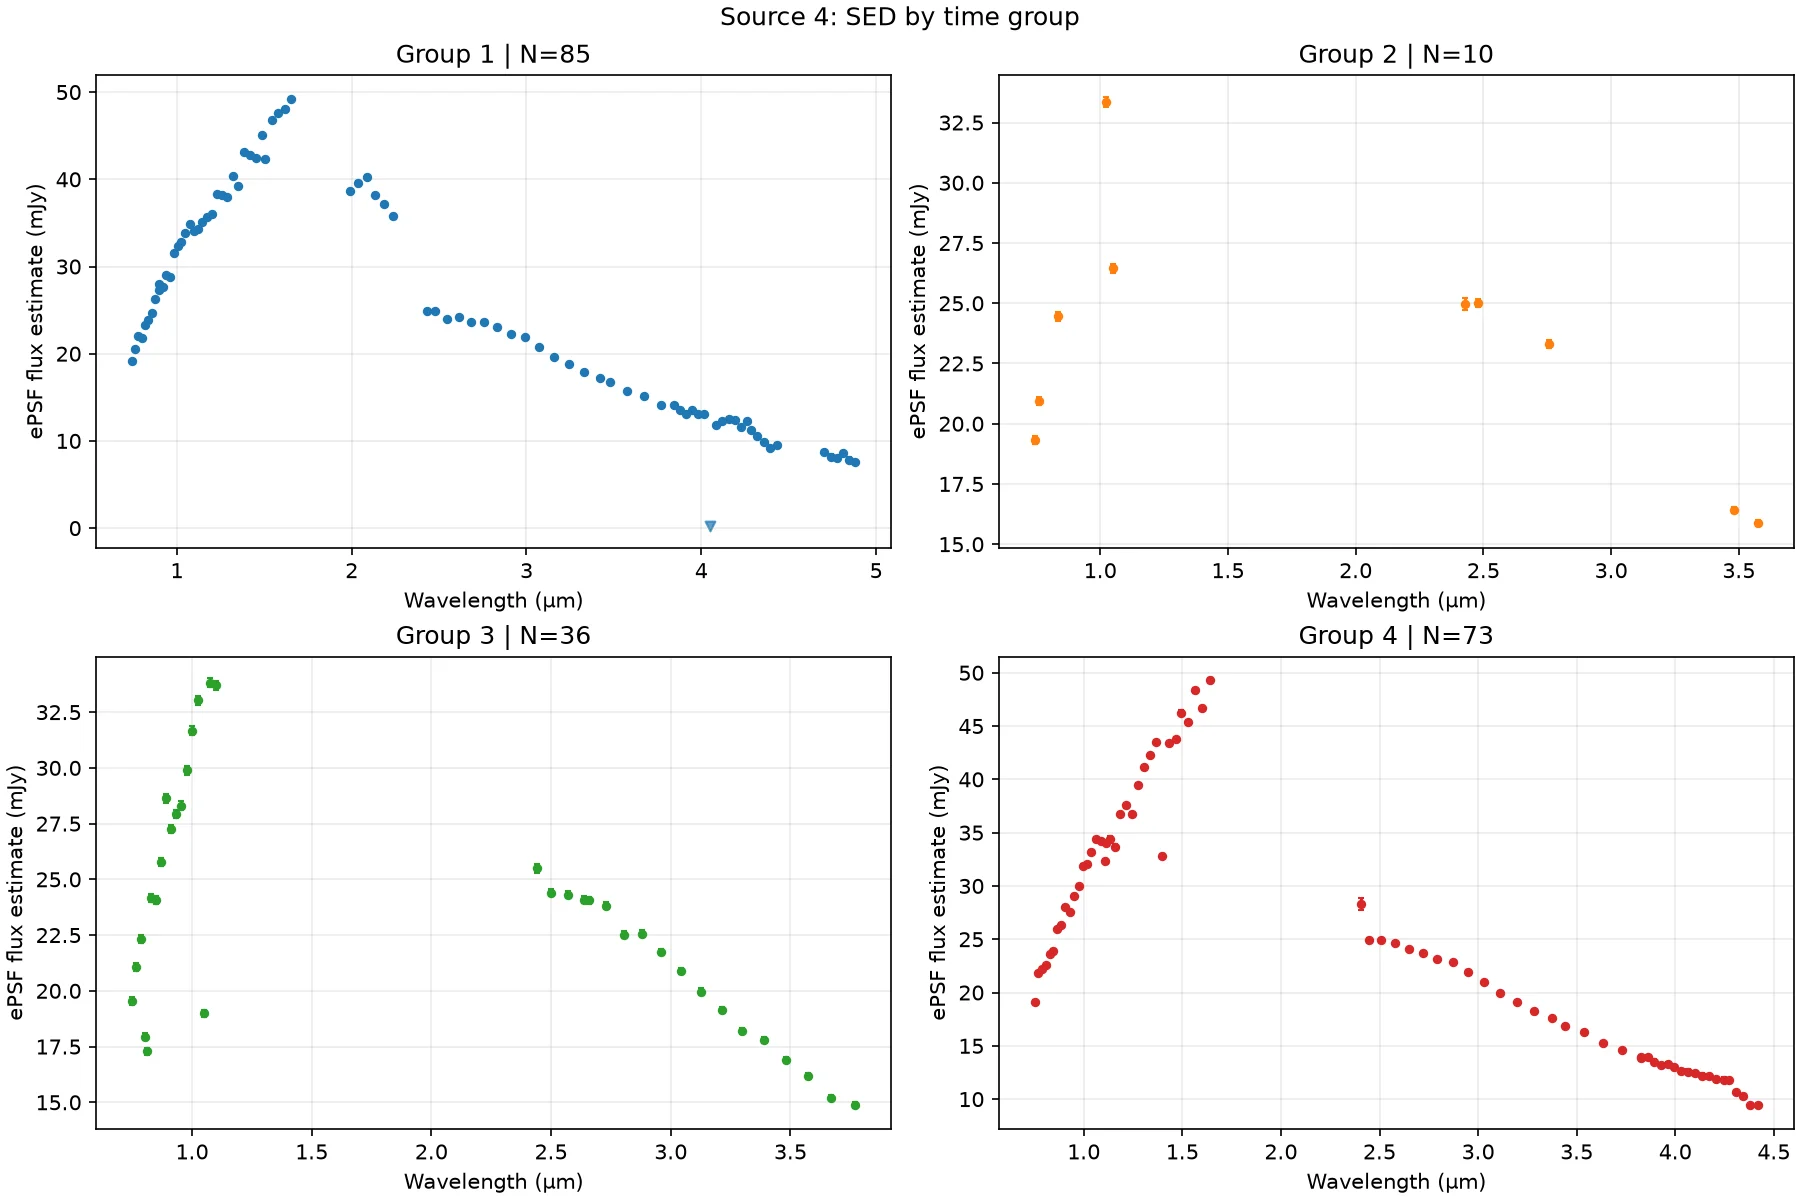 Source 4: SED by time group
Group 1 | N=85
50
40
30
20
10
0
ePSF flux estimate (mJy)
1 2 3 4 5
Wavelength (μm)
Group 2 | N=10
32.5
30.0
27.5
25.0
22.5
20.0
17.5
15.0
ePSF flux estimate (mJy)
1.0 1.5 2.0 2.5 3.0 3.5
Wavelength (μm)
Group 3 | N=36
32.5
30.0
27.5
25.0
22.5
20.0
17.5
15.0
ePSF flux estimate (mJy)
1.0 1.5 2.0 2.5 3.0 3.5
Wavelength (μm)
Group 4 | N=73
50
45
40
35
30
25
20
15
10
ePSF flux estimate (mJy)
1.0 1.5 2.0 2.5 3.0 3.5 4.0 4.5
Wavelength (μm)